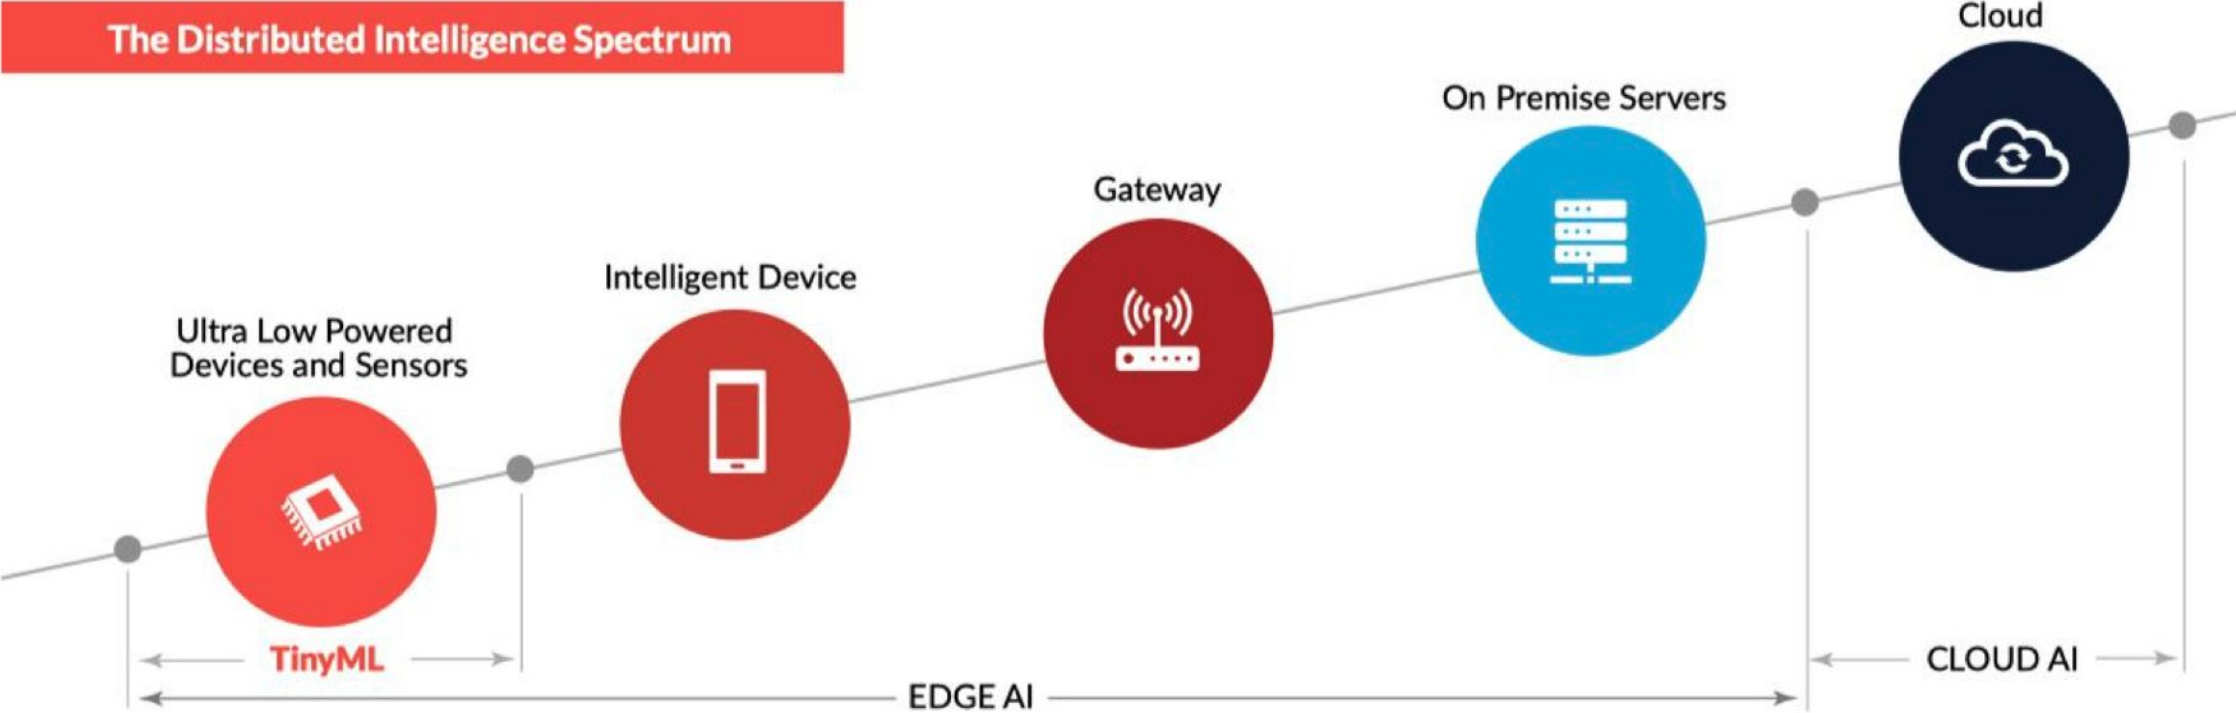 The Distributed Intelligence Spectrum
Cloud
On Premise Servers
Gateway
Intelligent Device
Ultra Low Powered
Devices and Sensors
TinyML
CLOUD AI
EDGE AI